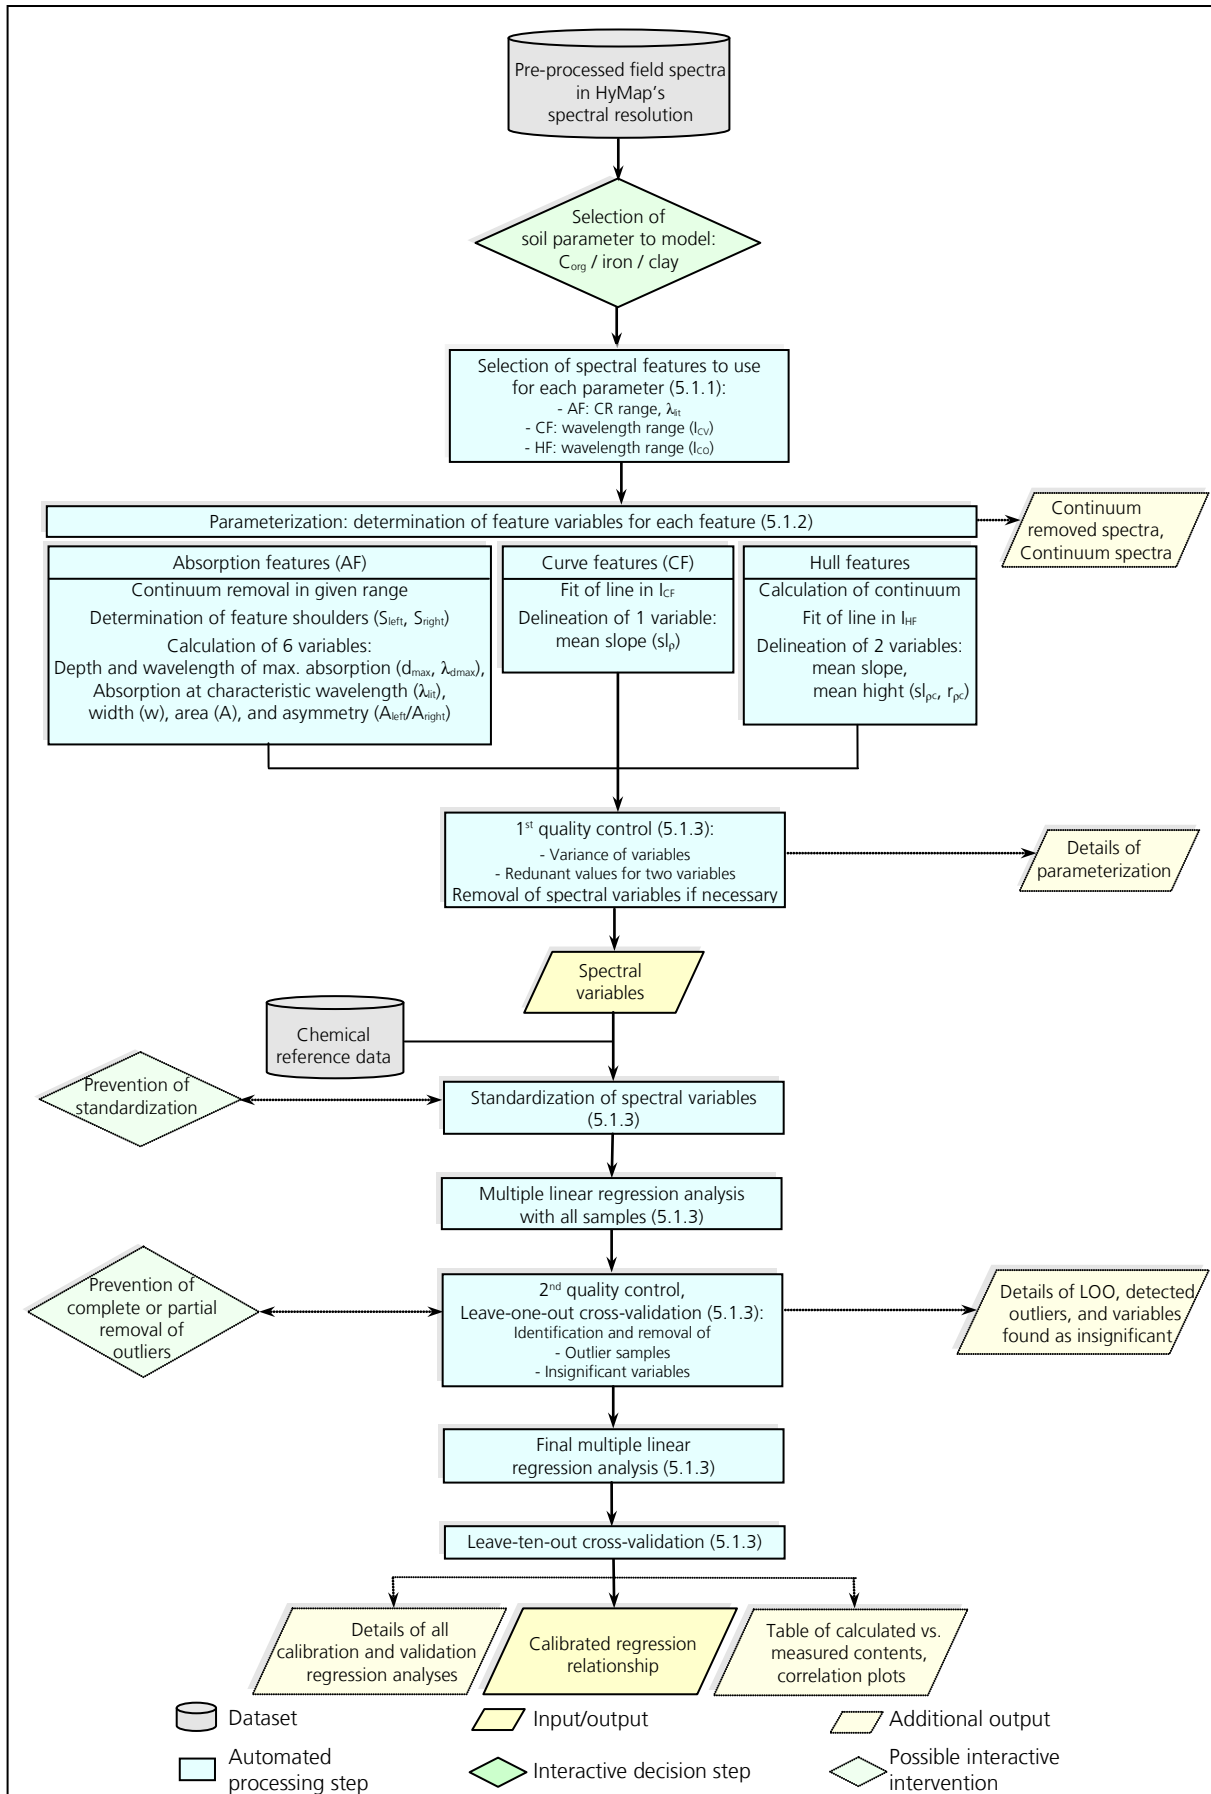 Pre-processed field spectra
in HyMap's
spectral resolution
Selection of
soil parameter to model:
Corg / iron / clay
Selection of spectral features to use
for each parameter (5.1.1):
- AF: CR range, λlit
- CF: wavelength range (ICV)
- HF: wavelength range (ICO)
Parameterization: determination of feature variables for each feature (5.1.2)
Continuum
removed spectra,
Continuum spectra
Absorption features (AF)
Continuum removal in given range
Determination of feature shoulders (Sleft, Sright)
Calculation of 6 variables:
Depth and wavelength of max. absorption (dmax, λdmax),
Absorption at characteristic wavelength (λlit),
width (w), area (A), and asymmetry (Aleft/Aright)
Curve features (CF)
Fit of line in ICF
Delineation of 1 variable:
mean slope (slρ)
Hull features
Calculation of continuum
Fit of line in IHF
Delineation of 2 variables:
mean slope,
mean hight (slρc, rρc)
1st quality control (5.1.3):
- Variance of variables
- Redunant values for two variables
Removal of spectral variables if necessary
Details of
parameterization
Spectral
variables
Chemical
reference data
Prevention of
standardization
Standardization of spectral variables
(5.1.3)
Multiple linear regression analysis
with all samples (5.1.3)
Prevention of
complete or partial
removal of
outliers
2nd quality control,
Leave-one-out cross-validation (5.1.3):
Identification and removal of
- Outlier samples
- Insignificant variables
Details of LOO, detected
outliers, and variables
found as insignificant
Final multiple linear
regression analysis (5.1.3)
Leave-ten-out cross-validation (5.1.3)
Details of all
calibration and validation
regression analyses
Calibrated regression
relationship
Table of calculated vs.
measured contents,
correlation plots
Dataset
Input/output
Additional output
Automated
processing step
Interactive decision step
Possible interactive
intervention